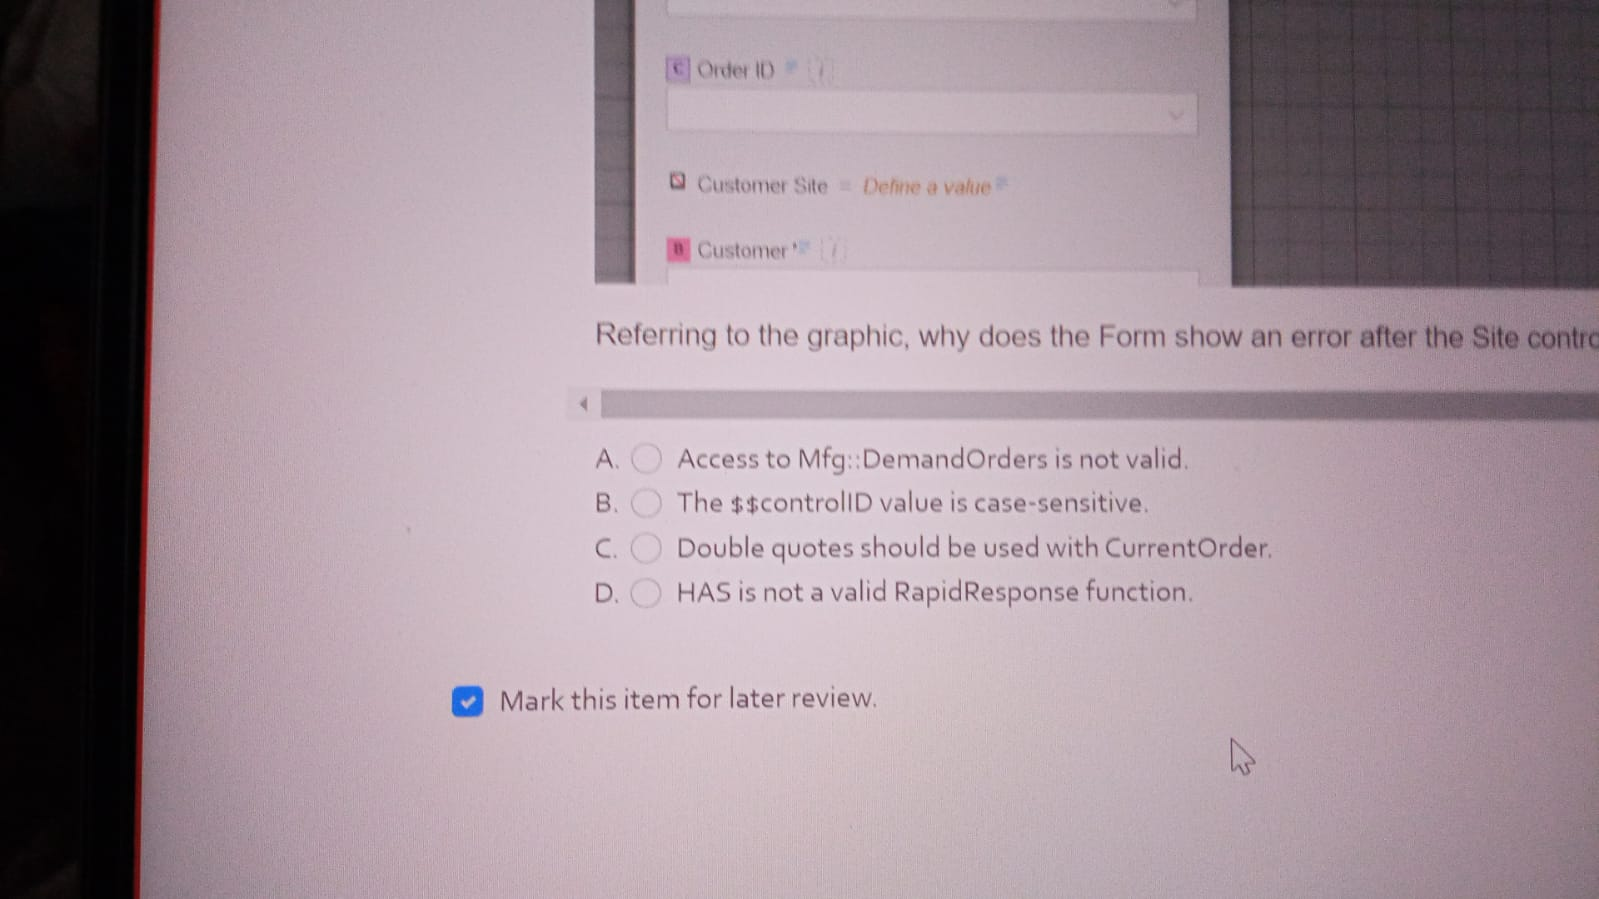 C Order ID
Customer Site = Define a value
B Customer *
Referring to the graphic, why does the Form show an error after the Site contro
A. Access to Mfg::DemandOrders is not valid.
B. The $$controlID value is case-sensitive.
C. Double quotes should be used with CurrentOrder.
D. HAS is not a valid RapidResponse function.
Mark this item for later review.